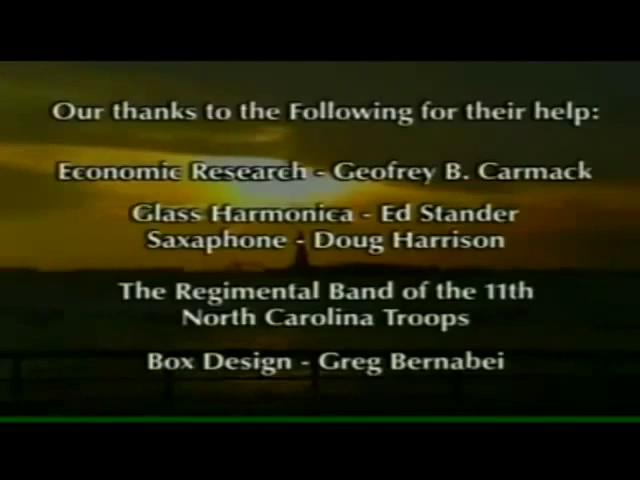 Our thanks to the Following for their help:
Economic Research - Geofrey B. Carmack
Glass Harmonica - Ed Stander
Saxaphone - Doug Harrison
The Regimental Band of the 11th
North Carolina Troops
Box Design - Greg Bernabei